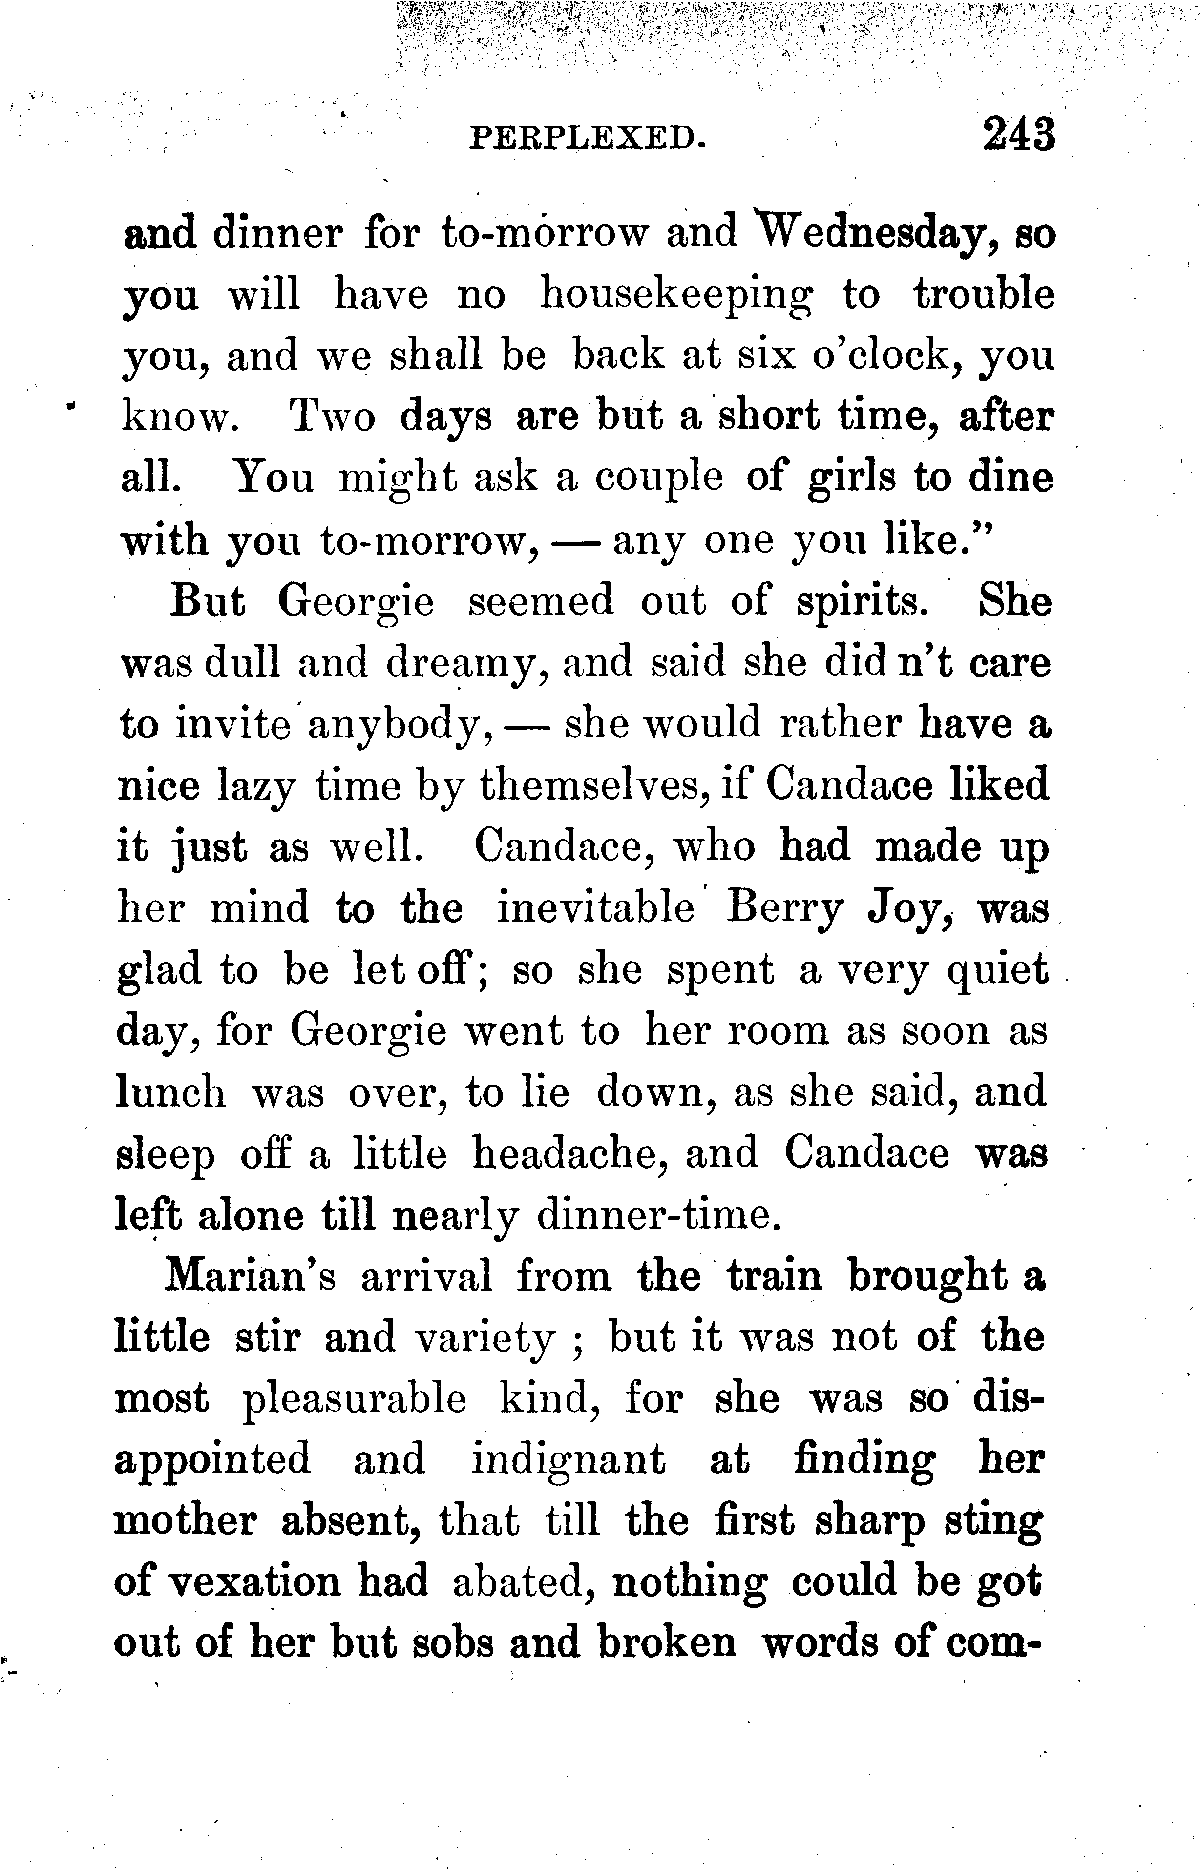 PERPLEXED. 243
and dinner for to-morrow and Wednesday, so
you will have no housekeeping to trouble
you, and we shall be back at six o'clock, you
know. Two days are but a short time, after
all. You might ask a couple of girls to dine
with you to-morrow, — any one you like."
But Georgie seemed out of spirits. She
was dull and dreamy, and said she did n't care
to invite anybody, — she would rather have a
nice lazy time by themselves, if Candace liked
it just as well. Candace, who had made up
her mind to the inevitable Berry Joy, was
glad to be let off; so she spent a very quiet
day, for Georgie went to her room as soon as
lunch was over, to lie down, as she said, and
sleep off a little headache, and Candace was
left alone till nearly dinner-time.
Marian's arrival from the train brought a
little stir and variety ; but it was not of the
most pleasurable kind, for she was so dis-
appointed and indignant at finding her
mother absent, that till the first sharp sting
of vexation had abated, nothing could be got
out of her but sobs and broken words of com-